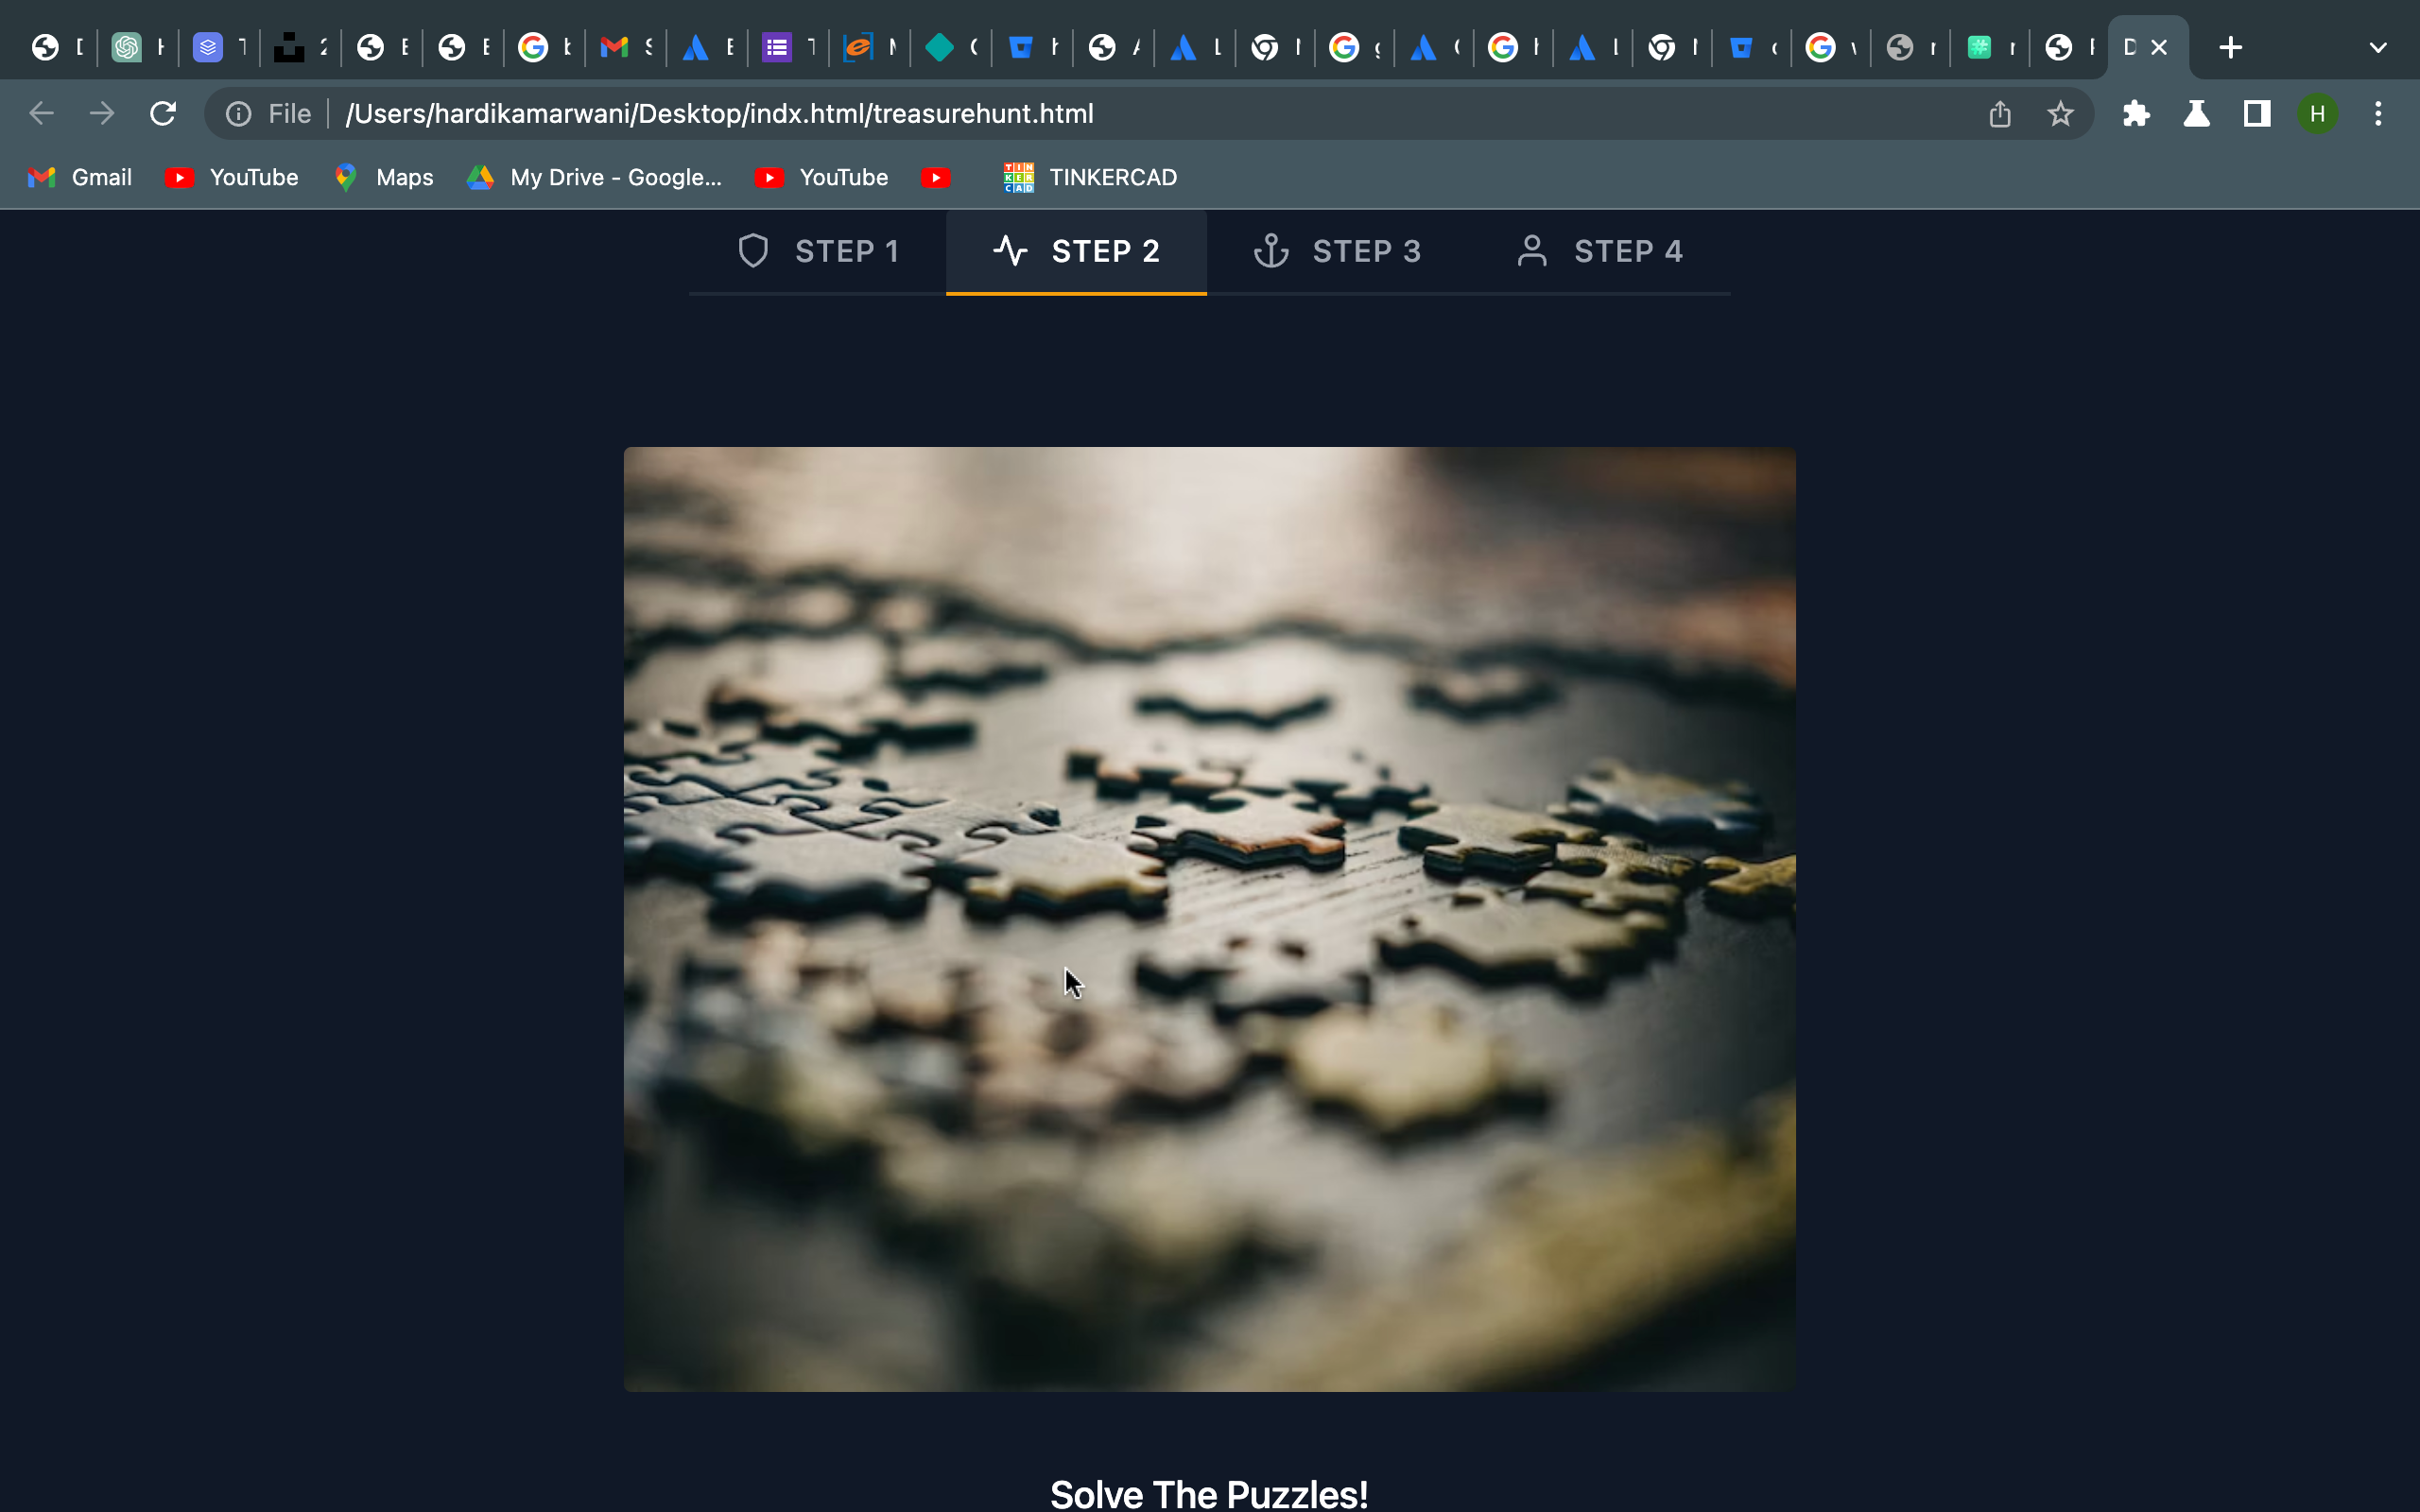 File /Users/hardikamarwani/Desktop/indx.html/treasurehunt.html
H
Gmail YouTube Maps My Drive - Google... YouTube TINKERCAD
STEP 1 STEP 2 STEP 3 STEP 4
Solve The Puzzles!